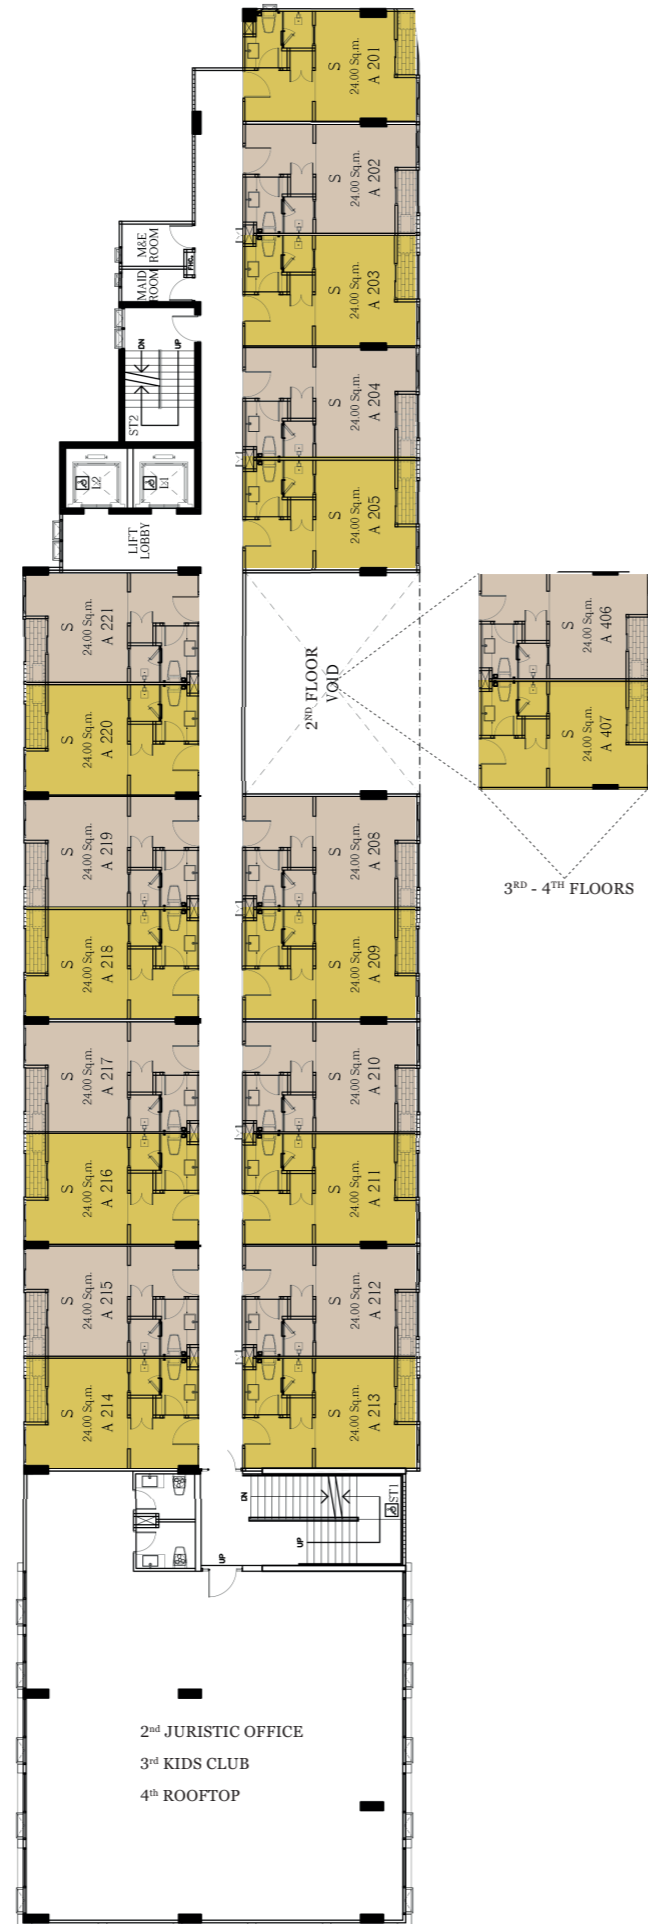 S
24.00 Sq.m.
A 201
S
24.00 Sq.m.
A 202
M&E
ROOM
FHC.
MAID
ROOM
S
24.00 Sq.m.
A 203
DN
UP
ST2
S
24.00 Sq.m.
A 204
L2
L1
S
24.00 Sq.m.
A 205
LIFT
LOBBY
S
24.00 Sq.m.
A 221
2ND FLOOR
VOID
S
24.00 Sq.m.
A 406
S
24.00 Sq.m.
A 220
S
24.00 Sq.m.
A 407
S
24.00 Sq.m.
A 219
S
24.00 Sq.m.
A 208
3RD - 4TH FLOORS
S
24.00 Sq.m.
A 218
S
24.00 Sq.m.
A 209
S
24.00 Sq.m.
A 217
S
24.00 Sq.m.
A 210
S
24.00 Sq.m.
A 216
S
24.00 Sq.m.
A 211
S
24.00 Sq.m.
A 215
S
24.00 Sq.m.
A 212
S
24.00 Sq.m.
A 214
S
24.00 Sq.m.
A 213
DN
ST1
UP
UP
2nd JURISTIC OFFICE
3rd KIDS CLUB
4th ROOFTOP